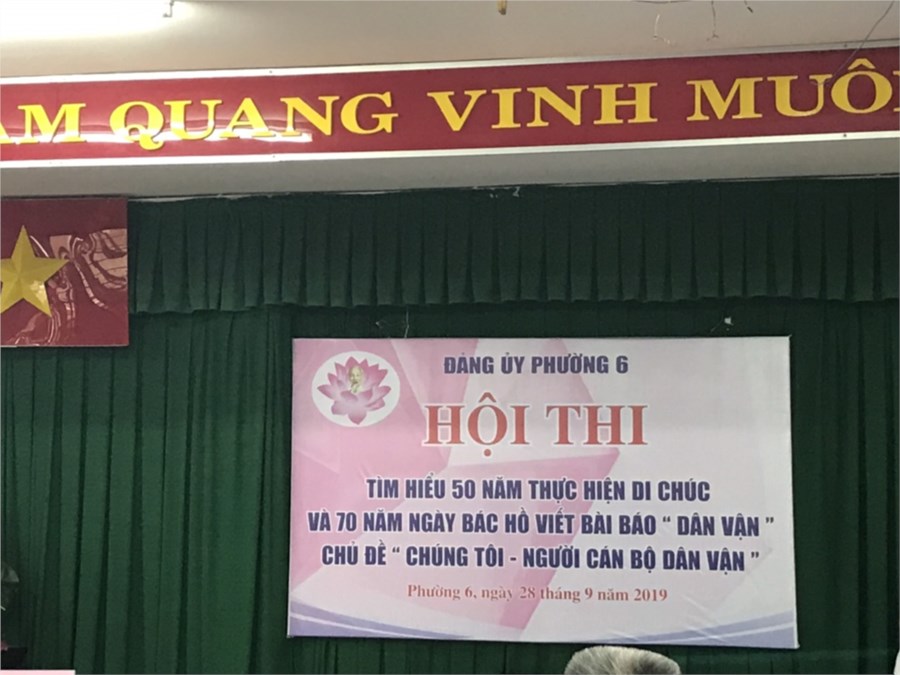 AM QUANG VINH MUÔ
ĐẢNG ỦY PHƯỜNG 6
HỘI THI
TÌM HIỂU 50 NĂM THỰC HIỆN DI CHÚC
VÀ 70 NĂM NGÀY BÁC HỒ VIẾT BÀI BÁO “ DÂN VẬN ”
CHỦ ĐỀ “ CHÚNG TÔI - NGƯỜI CÁN BỘ DÂN VẬN ”
Phường 6, ngày 28 tháng 9 năm 2019